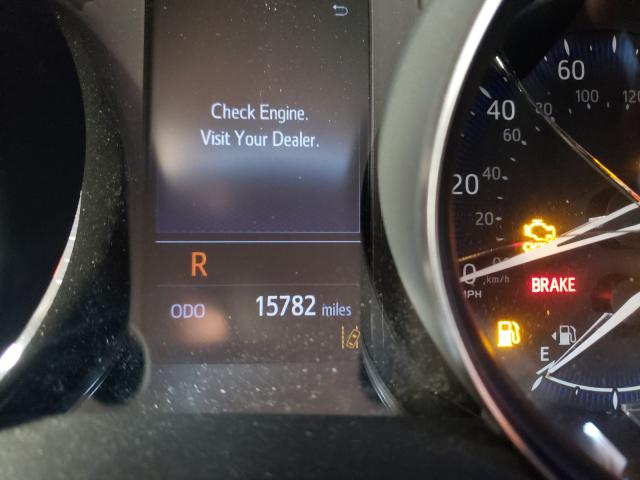 Check Engine.
Visit Your Dealer.
R
ODO 15782 miles
60
40
20
0
MPH
120
100
80
60
40
20
km/h
BRAKE
E